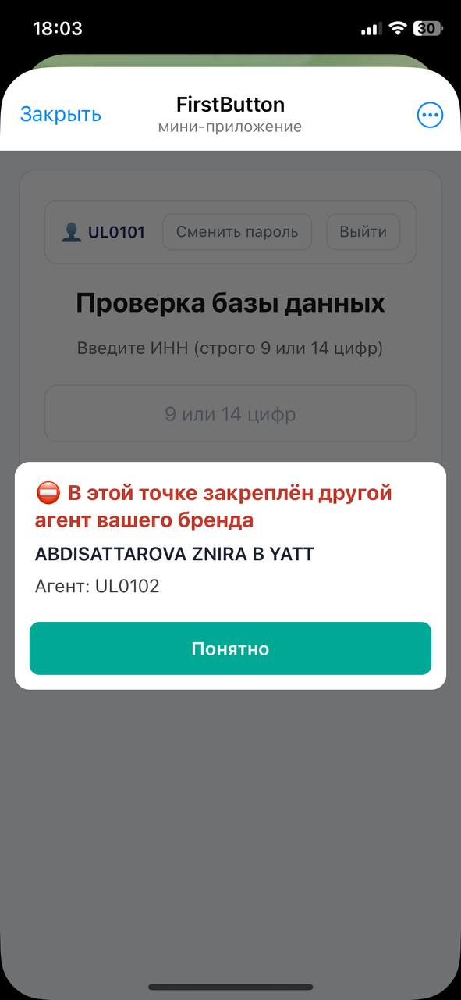 18:03
30
FirstButton
Закрыть
мини-приложение
UL0101
Сменить пароль
Выйти
Проверка базы данных
Введите ИНН (строго 9 или 14 цифр)
9 или 14 цифр
В этой точке закреплён другой
агент вашего бренда
ABDISATTAROVA ZNIRA B YATT
Агент: UL0102
Понятно